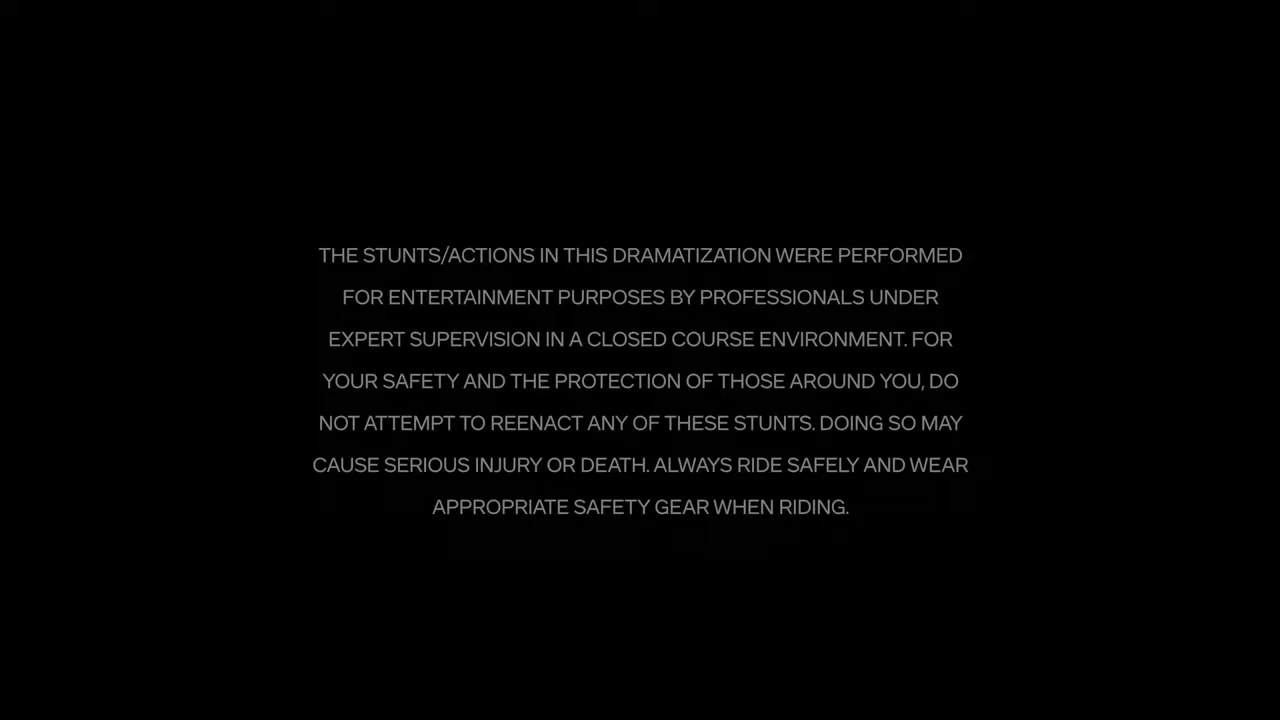 THE STUNTS/ACTIONS IN THIS DRAMATIZATION WERE PERFORMED
FOR ENTERTAINMENT PURPOSES BY PROFESSIONALS UNDER
EXPERT SUPERVISION IN A CLOSED COURSE ENVIRONMENT. FOR
YOUR SAFETY AND THE PROTECTION OF THOSE AROUND YOU, DO
NOT ATTEMPT TO REENACT ANY OF THESE STUNTS. DOING SO MAY
CAUSE SERIOUS INJURY OR DEATH. ALWAYS RIDE SAFELY AND WEAR
APPROPRIATE SAFETY GEAR WHEN RIDING.